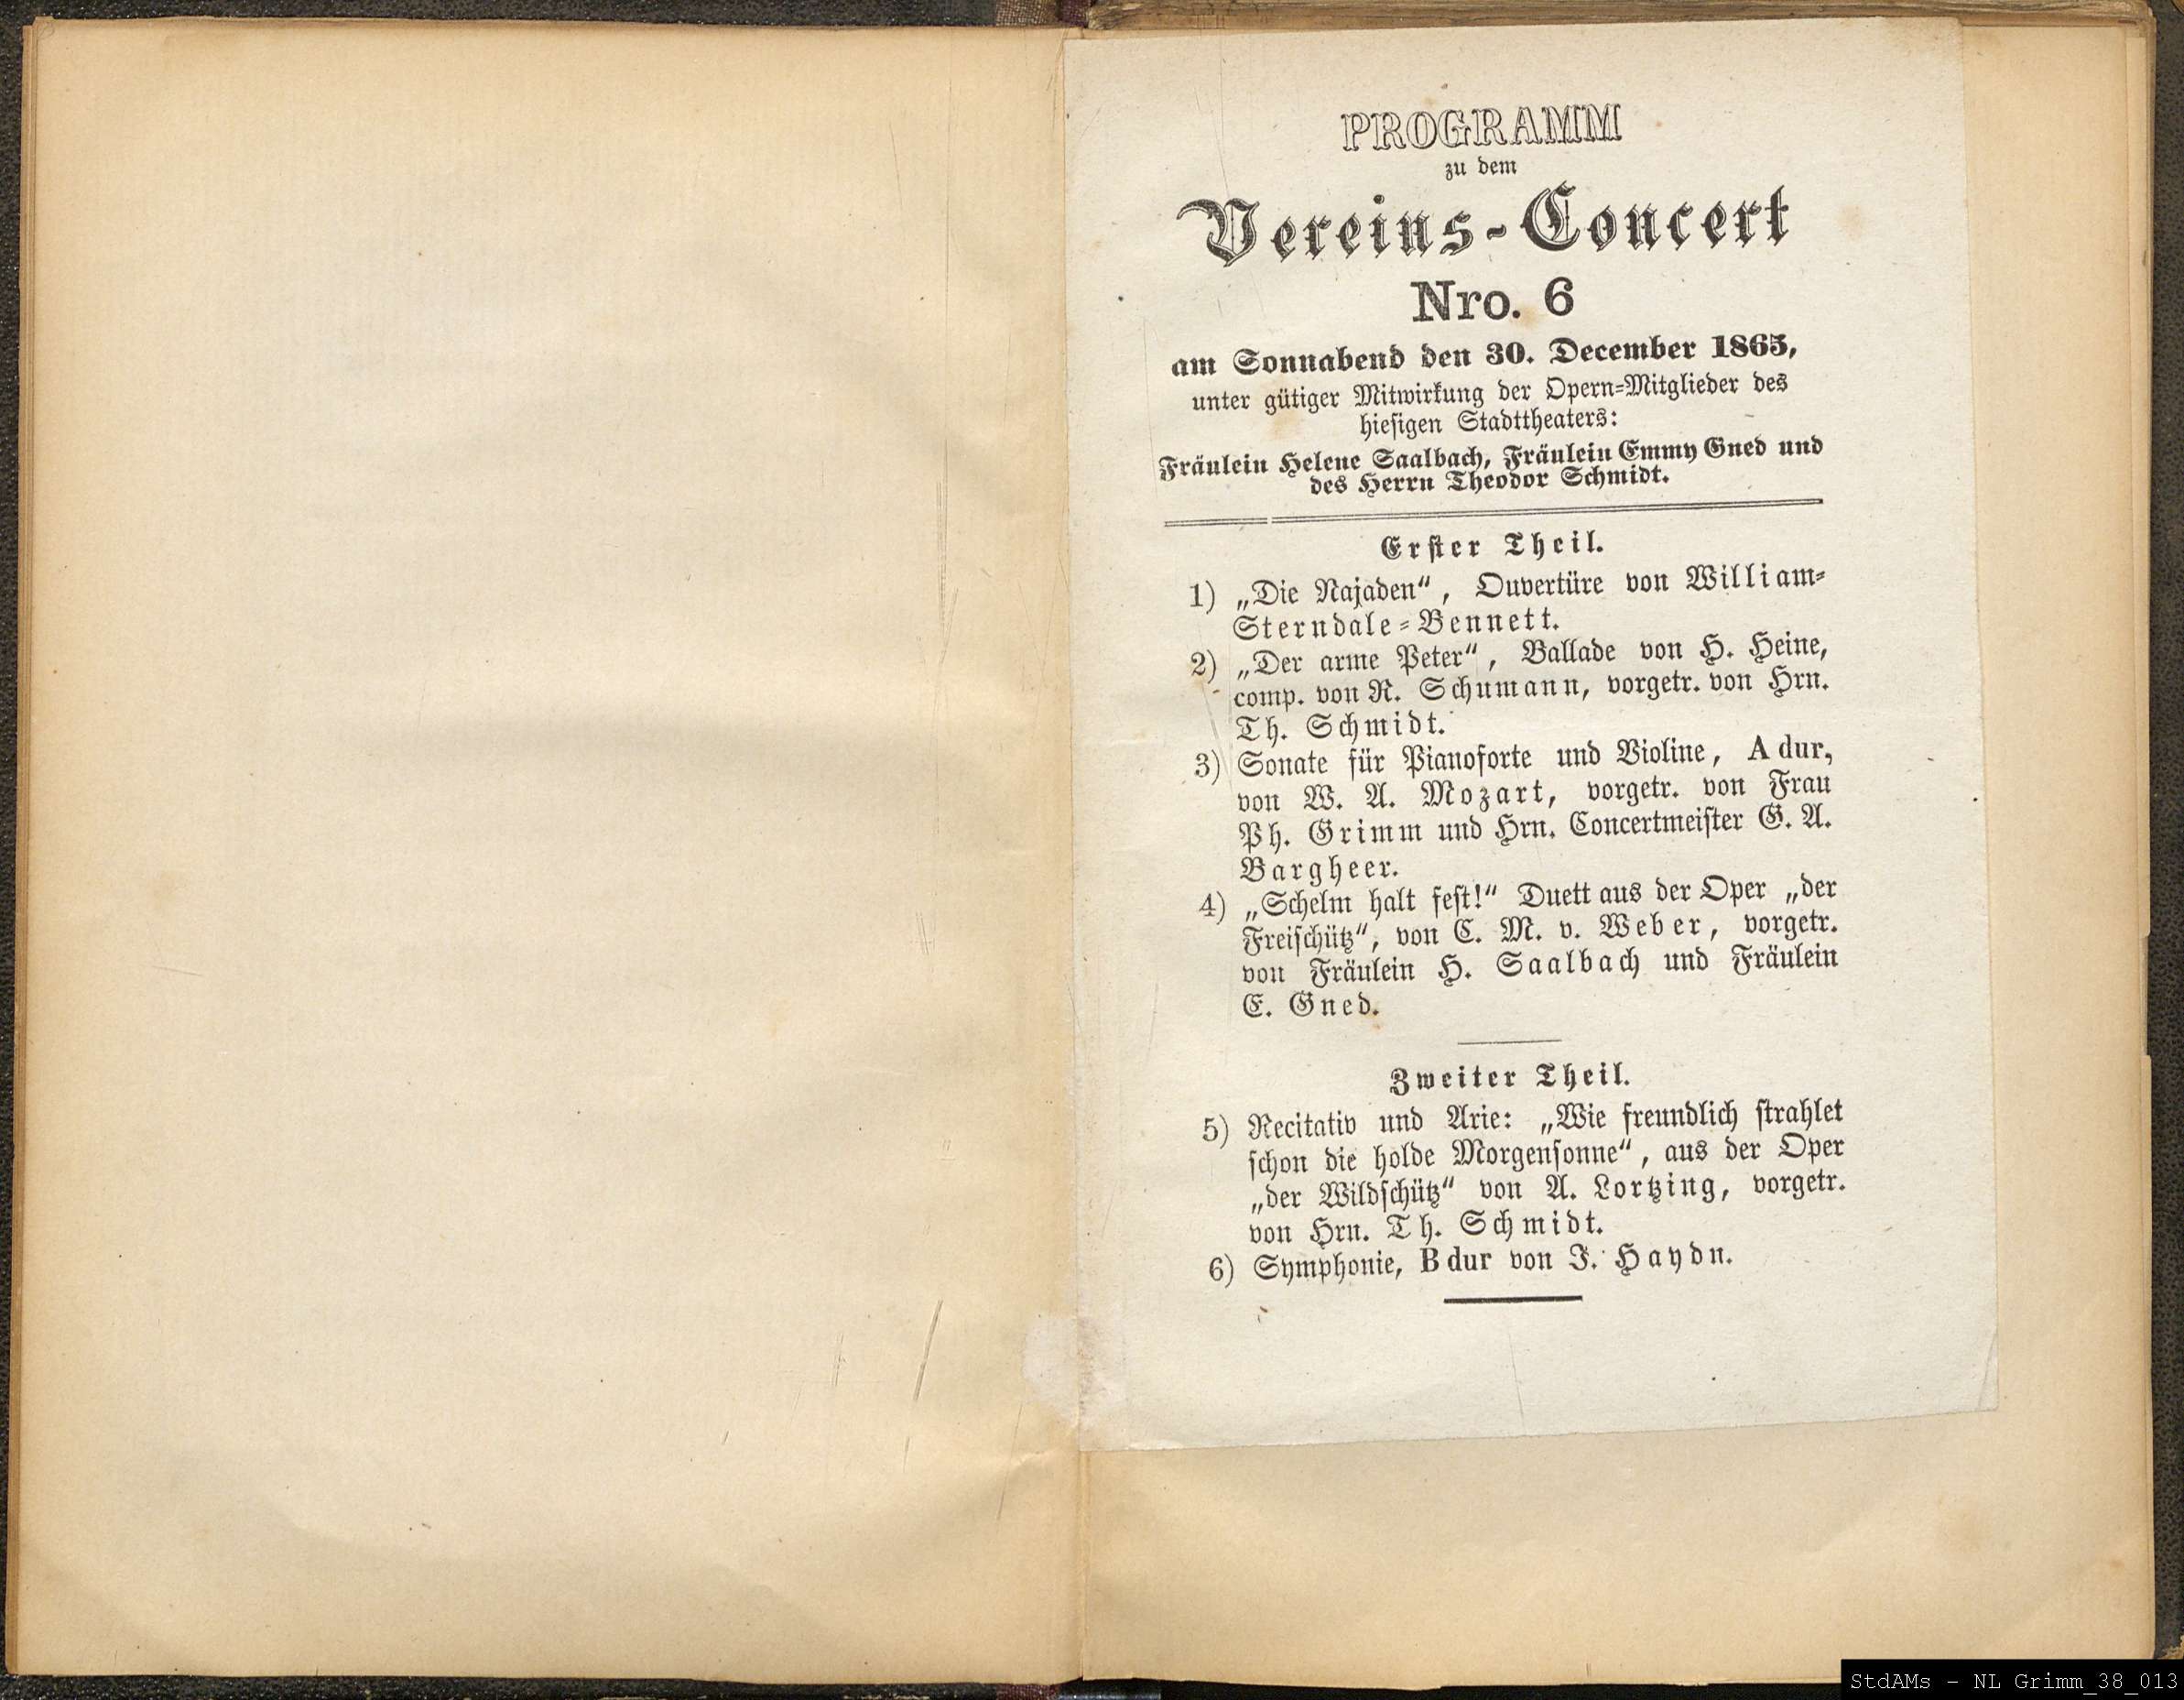 PROGRAMM
zu dem
Vereins-Concert
Nro. 6
am Sonnabend den 30. December 1865,
unter gütiger Mitwirkung der Opern-Mitglieder des
hiesigen Stadttheaters:
Fräulein Helene Saalbach, Fräulein Emmy Gned und
des Herrn Theodor Schmidt.
Erster Theil.
1) „Die Najaden“, Ouvertüre von William-
Sterndale-Bennett.
2) „Der arme Peter“, Ballade von H. Heine,
comp. von R. Schumann, vorgetr. von Hrn.
Th. Schmidt.
3) Sonate für Pianoforte und Violine, A dur,
von W. A. Mozart, vorgetr. von Frau
Ph. Grimm und Hrn. Concertmeister G. A.
Bargheer.
4) „Schelm halt fest!“ Duett aus der Oper „der
Freischütz“, von C. M. v. Weber, vorgetr.
von Fräulein H. Saalbach und Fräulein
E. Gned.
Zweiter Theil.
5) Recitativ und Arie: „Wie freundlich strahlet
schon die holde Morgensonne“, aus der Oper
„der Wildschütz“ von A. Lortzing, vorgetr.
von Hrn. Th. Schmidt.
6) Symphonie, B dur von J. Haydn.
StdAMs - NL Grimm_38_013